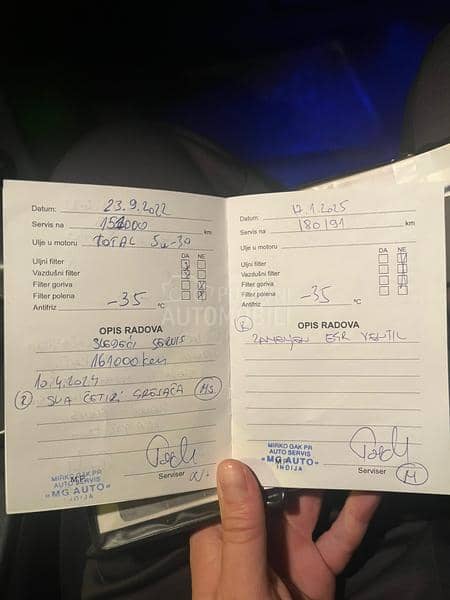 Datum: 23.9.2022
Servis na 151000 km
Ulje u motoru TOTAL 5w-30
DA NE
Uljni filter
Vazdušni filter
Filter goriva
Filter polena
Antifriz -35 °C
OPIS RADOVA
SLEDEĆI SERVIS
161000 km
10.4.2024
R SVA ČETIRI GREJAČA MS
MIRKO GAK PR
AUTO SERVIS
«MG AUTO»
INĐIJA
M.P.
Serviser
Datum: 17.1.2025
Servis na 180191 km
Ulje u motoru
DA NE
Uljni filter
Vazdušni filter
Filter goriva
Filter polena
Antifriz -35 °C
OPIS RADOVA
R ZAMENJEN EGR VENTIL
MIRKO GAK PR
AUTO SERVIS
«MG AUTO»
INĐIJA
Serviser
M